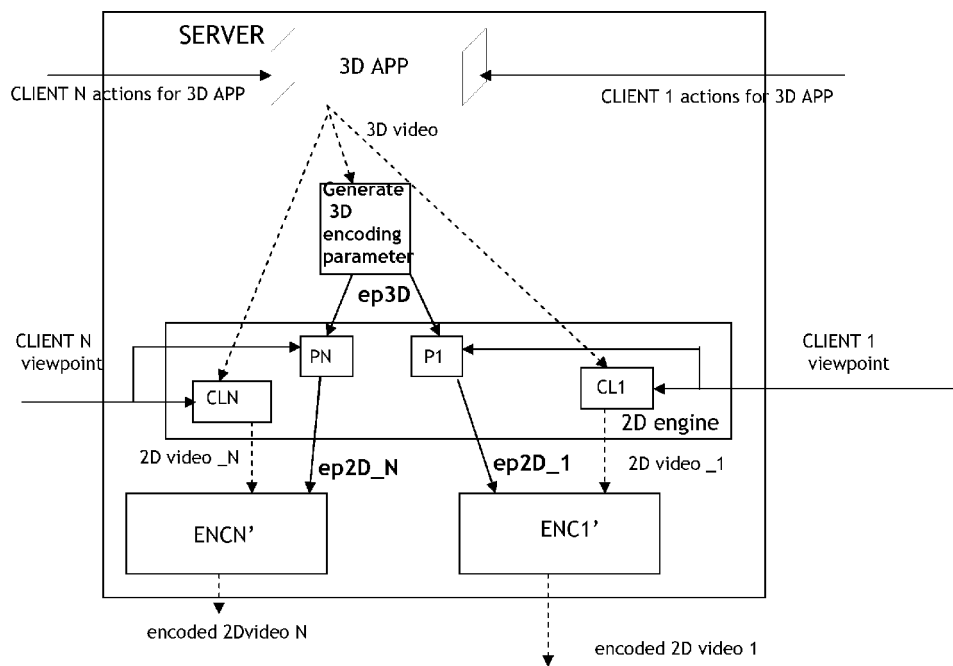 SERVER
3D APP
CLIENT N actions for 3D APP
CLIENT 1 actions for 3D APP
3D video
Generate
3D
encoding
parameter
ep3D
CLIENT N
viewpoint
PN
P1
CLIENT 1
viewpoint
CLN
CL1
2D engine
2D video _N
ep2D_N
ep2D_1
2D video _1
ENCN’
ENC1’
encoded 2Dvideo N
encoded 2D video 1